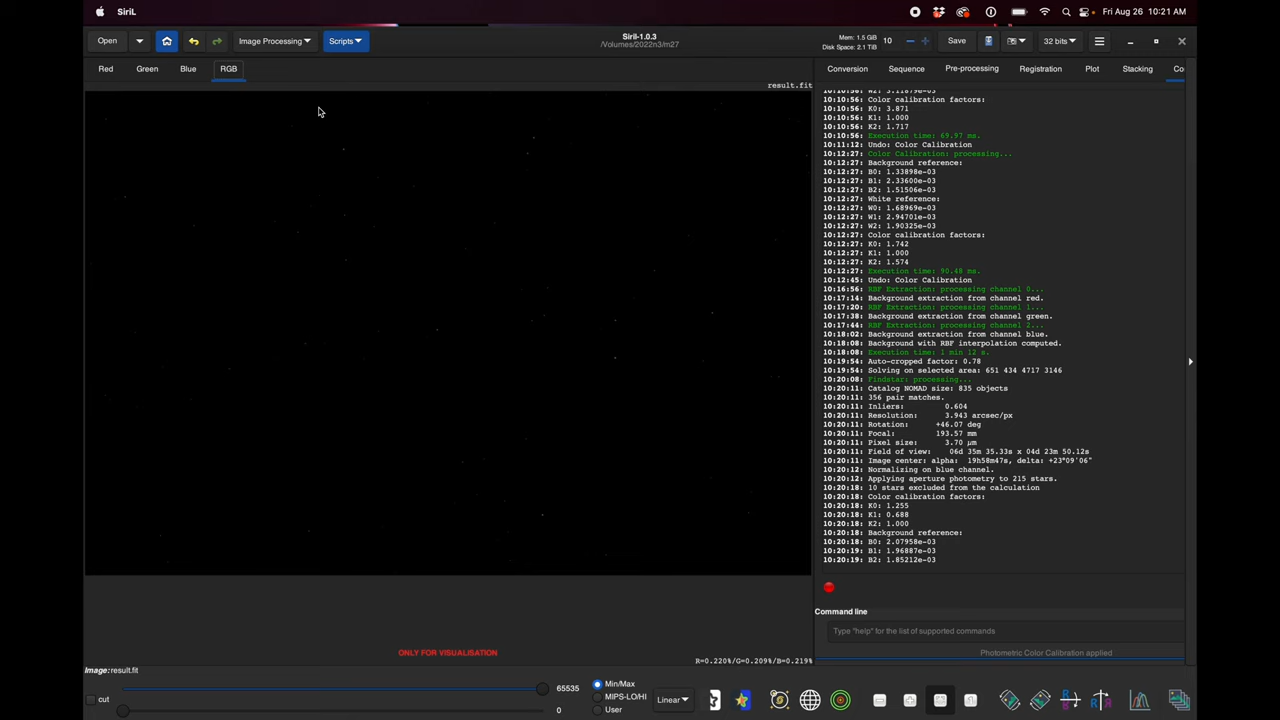 SiriL
Fri Aug 26 10:21 AM
Open
Image Processing
Scripts
Siril-1.0.3
/Volumes/2022n3/m27
Mem: 1.5 GiB
Disk Space: 2.1 TiB
10
Save
32 bits
Red
Green
Blue
RGB
Conversion
Sequence
Pre-processing
Registration
Plot
Stacking
Co
result.fit
10:10:56: W2: 3.11879e-03
10:10:56: Color calibration factors:
10:10:56: K0: 3.871
10:10:56: K1: 1.000
10:10:56: K2: 1.717
10:10:56: Execution time: 69.97 ms.
10:11:12: Undo: Color Calibration
10:12:27: Color Calibration: processing...
10:12:27: Background reference:
10:12:27: B0: 1.33898e-03
10:12:27: B1: 2.33600e-03
10:12:27: B2: 1.51506e-03
10:12:27: White reference:
10:12:27: W0: 1.68969e-03
10:12:27: W1: 2.94701e-03
10:12:27: W2: 1.90325e-03
10:12:27: Color calibration factors:
10:12:27: K0: 1.742
10:12:27: K1: 1.000
10:12:27: K2: 1.574
10:12:27: Execution time: 90.48 ms.
10:12:45: Undo: Color Calibration
10:16:56: RBF Extraction: processing channel 0...
10:17:14: Background extraction from channel red.
10:17:20: RBF Extraction: processing channel 1...
10:17:38: Background extraction from channel green.
10:17:44: RBF Extraction: processing channel 2...
10:18:02: Background extraction from channel blue.
10:18:08: Background with RBF interpolation computed.
10:18:08: Execution time: 1 min 12 s.
10:19:54: Auto-cropped factor: 0.78
10:19:54: Solving on selected area: 651 434 4717 3146
10:20:08: Findstar: processing...
10:20:11: Catalog NOMAD size: 835 objects
10:20:11: 356 pair matches.
10:20:11: Inliers: 0.604
10:20:11: Resolution: 3.943 arcsec/px
10:20:11: Rotation: +46.07 deg
10:20:11: Focal: 193.57 mm
10:20:11: Pixel size: 3.70 µm
10:20:11: Field of view: 06d 35m 35.33s x 04d 23m 50.12s
10:20:11: Image center: alpha: 19h58m47s, delta: +23°09'06"
10:20:12: Normalizing on blue channel.
10:20:12: Applying aperture photometry to 215 stars.
10:20:18: 10 stars excluded from the calculation
10:20:18: Color calibration factors:
10:20:18: K0: 1.255
10:20:18: K1: 0.688
10:20:18: K2: 1.000
10:20:18: Background reference:
10:20:18: B0: 2.07958e-03
10:20:19: B1: 1.96887e-03
10:20:19: B2: 1.85212e-03
Command line
Type "help" for the list of supported commands
Photometric Color Calibration applied
ONLY FOR VISUALISATION
R=0.220%/G=0.209%/B=0.219%
Image:result.fit
cut
65535
0
Min/Max
MIPS-LO/HI
User
Linear